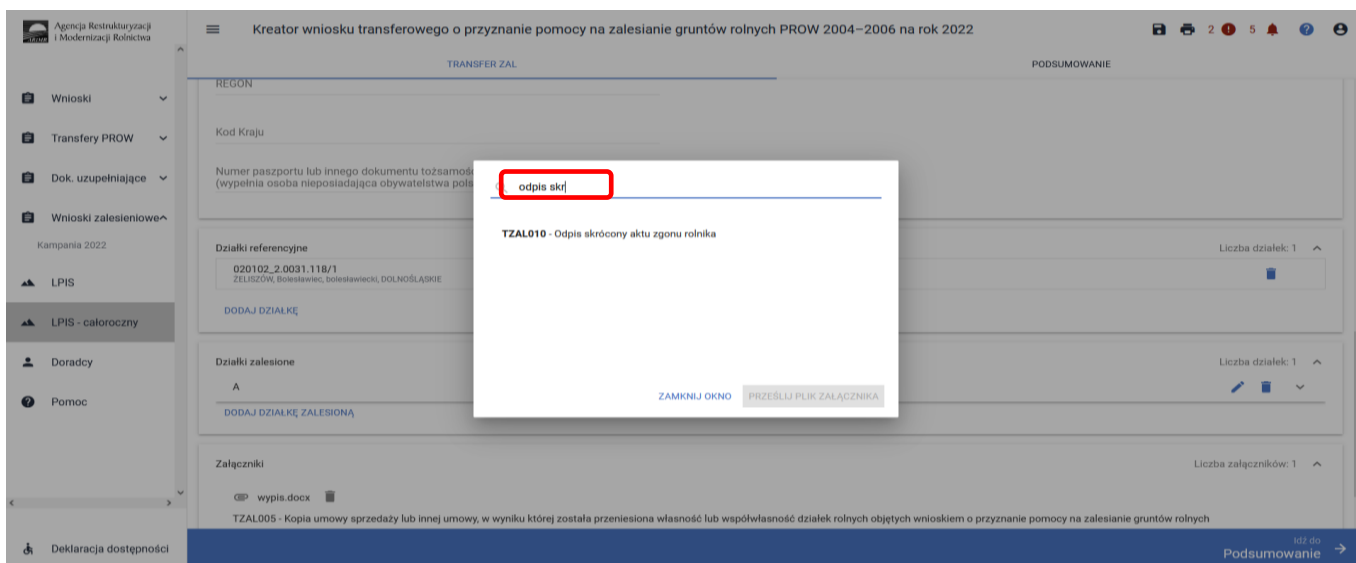 Agencja Restrukturyzacji
i Modernizacji Rolnictwa
Kreator wniosku transferowego o przyznanie pomocy na zalesianie gruntów rolnych PROW 2004–2006 na rok 2022
2
5
TRANSFER ZAL
PODSUMOWANIE
Wnioski
Transfery PROW
Dok. uzupełniające
Wnioski zalesieniowe
Kampania 2022
LPIS
LPIS - całoroczny
Doradcy
Pomoc
Deklaracja dostępności
REGON
Kod Kraju
Numer paszportu lub innego dokumentu tożsamoś
(wypełnia osoba nieposiadająca obywatelstwa pols
odpis skr
TZAL010 - Odpis skrócony aktu zgonu rolnika
ZAMKNIJ OKNO
PRZEŚLIJ PLIK ZAŁĄCZNIKA
Działki referencyjne
Liczba działek: 1
020102_2.0031.118/1
ŻELISZÓW, Bolesławiec, bolesławiecki, DOLNOŚLĄSKIE
DODAJ DZIAŁKĘ
Działki zalesione
Liczba działek: 1
A
DODAJ DZIAŁKĘ ZALESIONĄ
Załączniki
Liczba załączników: 1
wypis.docx
TZAL005 - Kopia umowy sprzedaży lub innej umowy, w wyniku której została przeniesiona własność lub współwłasność działek rolnych objętych wnioskiem o przyznanie pomocy na zalesianie gruntów rolnych
Idź do
Podsumowanie